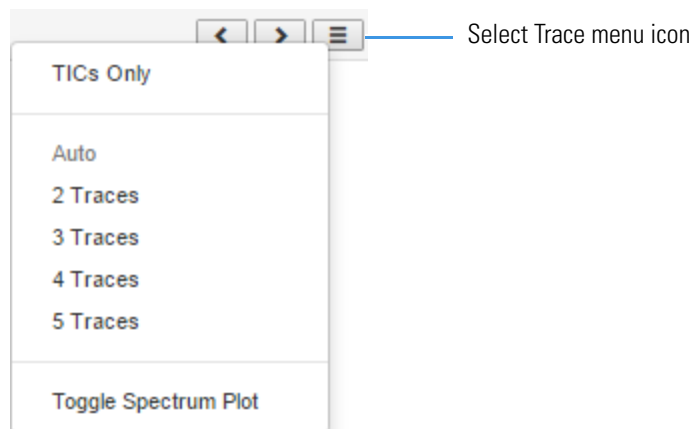 Select Trace menu icon
TICs Only
Auto
2 Traces
3 Traces
4 Traces
5 Traces
Toggle Spectrum Plot